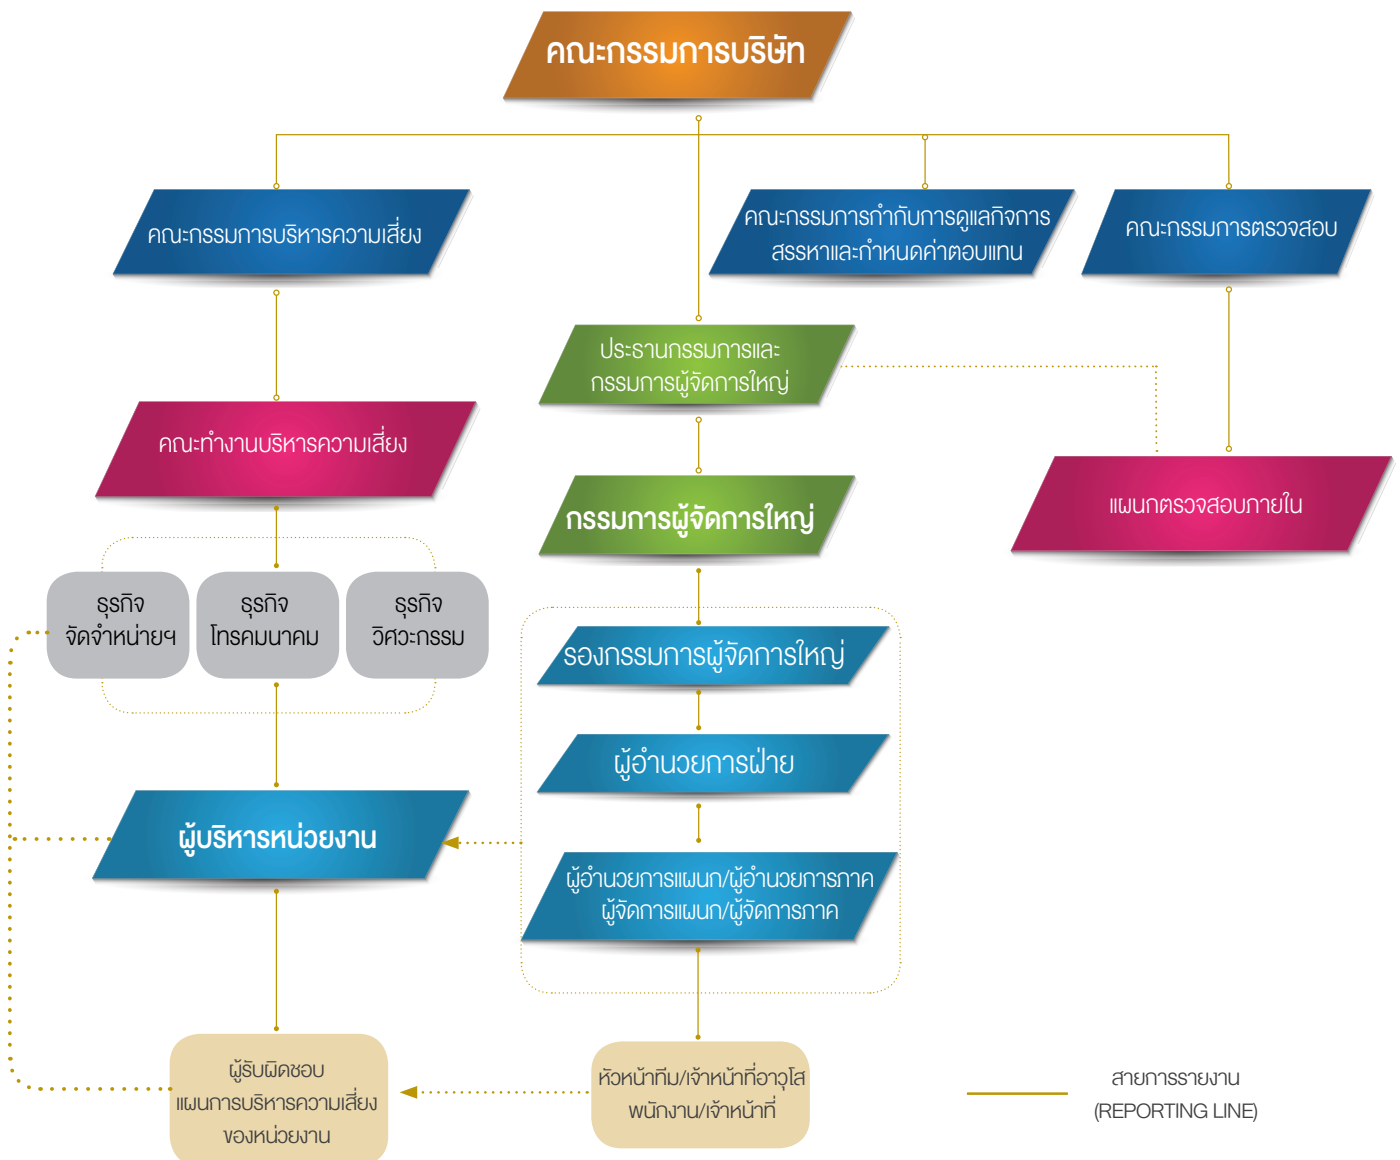 คณะกรรมการบริษัท
คณะกรรมการบริหารความเสี่ยง
คณะกรรมการกำกับการดูแลกิจการ
สรรหาและกำหนดค่าตอบแทน
คณะกรรมการตรวจสอบ
ประธานกรรมการและ
กรรมการผู้จัดการใหญ่
คณะทำงานบริหารความเสี่ยง
กรรมการผู้จัดการใหญ่
แผนกตรวจสอบภายใน
ธุรกิจ
จัดจำหน่ายฯ
ธุรกิจ
โทรคมนาคม
ธุรกิจ
วิศวะกรรม
รองกรรมการผู้จัดการใหญ่
ผู้อำนวยการฝ่าย
ผู้บริหารหน่วยงาน
ผู้อำนวยการแผนก/ผู้อำนวยการภาค
ผู้จัดการแผนก/ผู้จัดการภาค
ผู้รับผิดชอบ
แผนการบริหารความเสี่ยง
ของหน่วยงาน
หัวหน้าทีม/เจ้าหน้าที่อาวุโส
พนักงาน/เจ้าหน้าที่
สายการรายงาน
(REPORTING LINE)